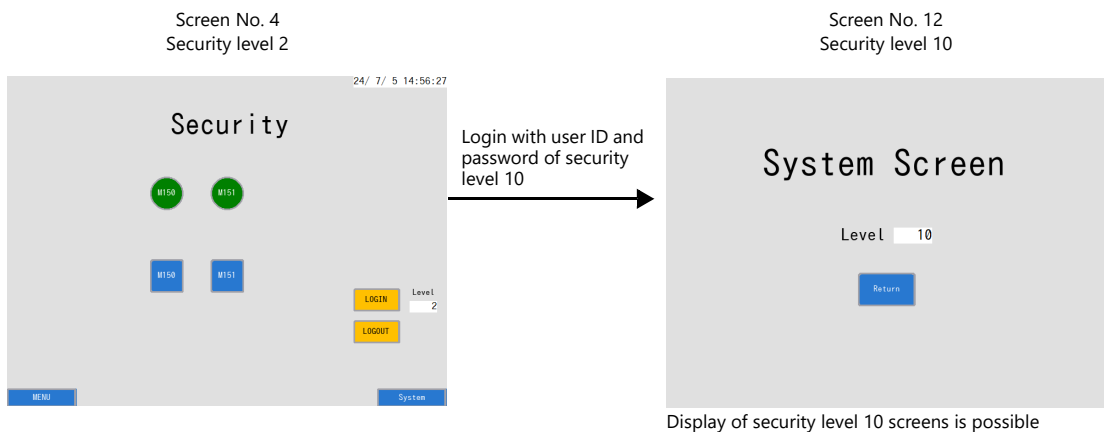 Screen No. 4
Security level 2
24/ 7/ 5 14:56:27
Security
M150 M151
M150 M151
LOGIN
Level
2
LOGOUT
MENU
System
Login with user ID and
password of security
level 10
Screen No. 12
Security level 10
System Screen
Level 10
Return
Display of security level 10 screens is possible